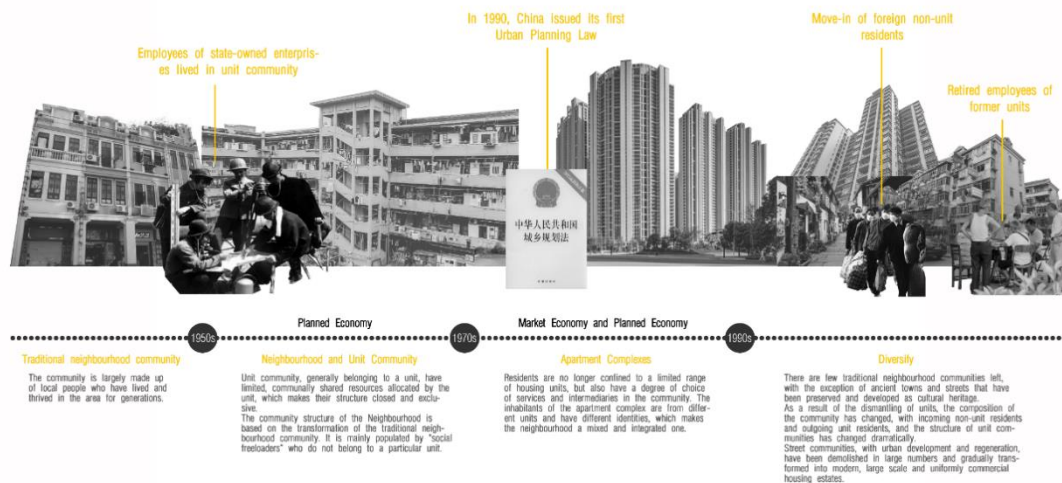 In 1990, China issued its first
Urban Planning Law
Move-in of foreign non-unit
residents
Employees of state-owned enterpris-
es lived in unit community
Retired employees of
former units
中华人民共和国
城乡规划法
Planned Economy
Market Economy and Planned Economy
1950s
1970s
1990s
Traditional neighbourhood community
The community is largely made up
of local people who have lived and
thrived in the area for generations.
Neighbourhood and Unit Community
Unit community, generally belonging to a unit, have
limited, communally shared resources allocated by the
unit, which makes their structure closed and exclu-
sive.
The community structure of the Neighbourhood is
based on the transformation of the traditional neigh-
bourhood community. It is mainly populated by "social
freeloaders" who do not belong to a particular unit.
Apartment Complexes
Residents are no longer confined to a limited range
of housing units, but also have a degree of choice
of services and intermediaries in the community. The
inhabitants of the apartment complex are from differ-
ent units and have different identities, which makes
the neighbourhood a mixed and integrated one.
Diversify
There are few traditional neighbourhood communities left,
with the exception of ancient towns and streets that have
been preserved and developed as cultural heritage.
As a result of the dismantling of units, the composition of
the community has changed, with incoming non-unit residents
and outgoing unit residents, and the structure of unit com-
munities has changed dramatically.
Street communities, with urban development and regeneration,
have been demolished in large numbers and gradually trans-
formed into modern, large scale and uniformly commercial
housing estates.